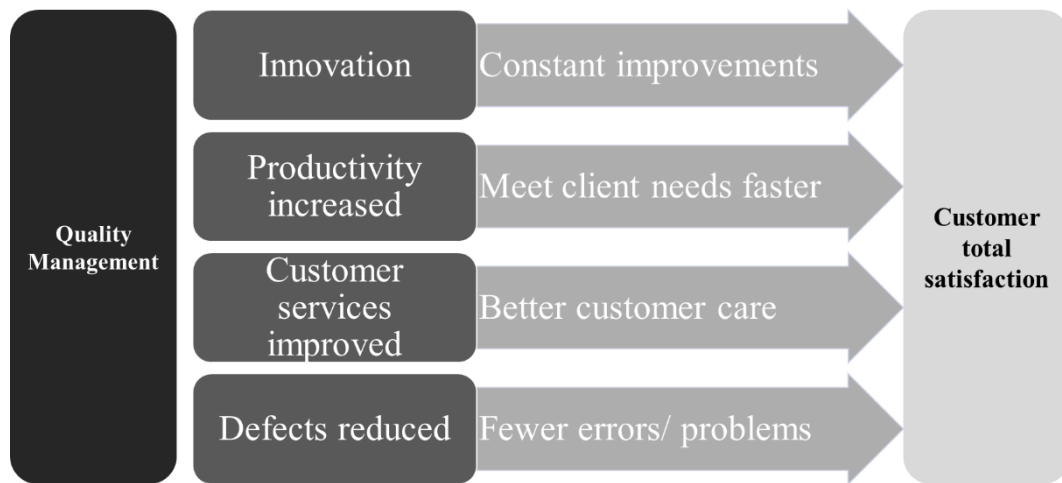 Quality
Management
Innovation
Constant improvements
Productivity
increased
Meet client needs faster
Customer
services
improved
Better customer care
Defects reduced
Fewer errors/ problems
Customer
total
satisfaction